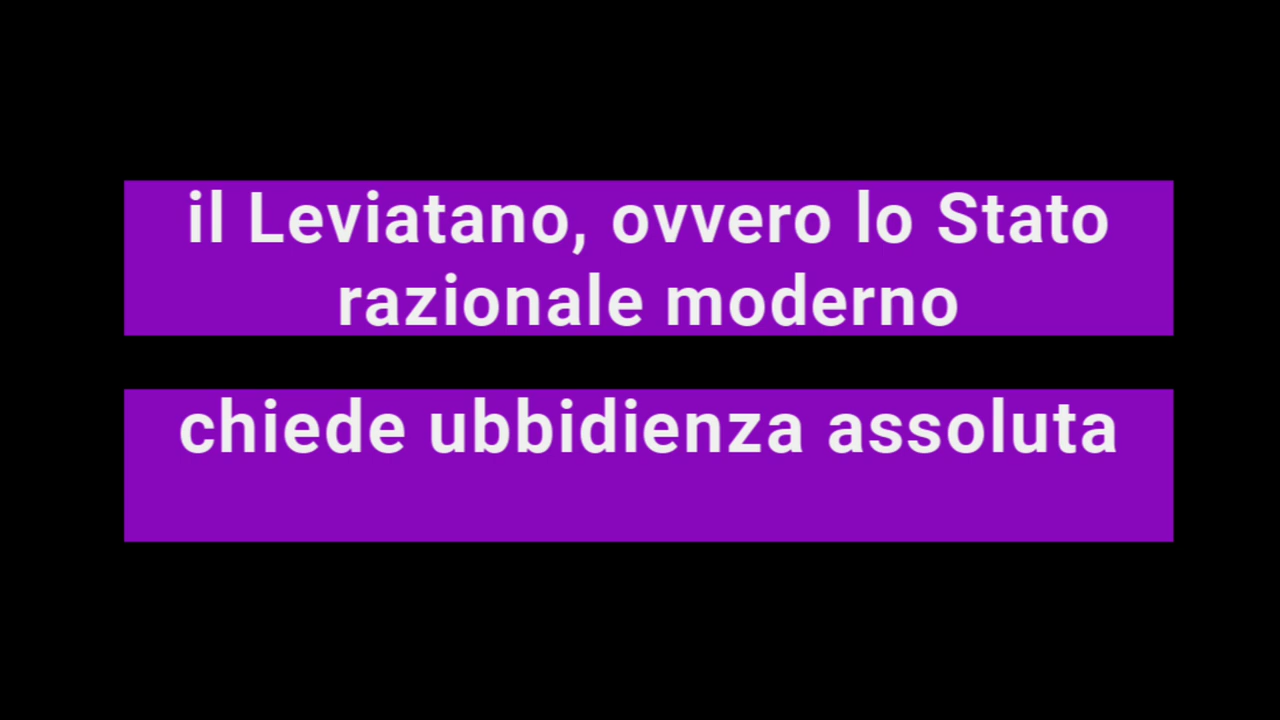 il Leviatano, ovvero lo Stato
razionale moderno
chiede ubbidienza assoluta